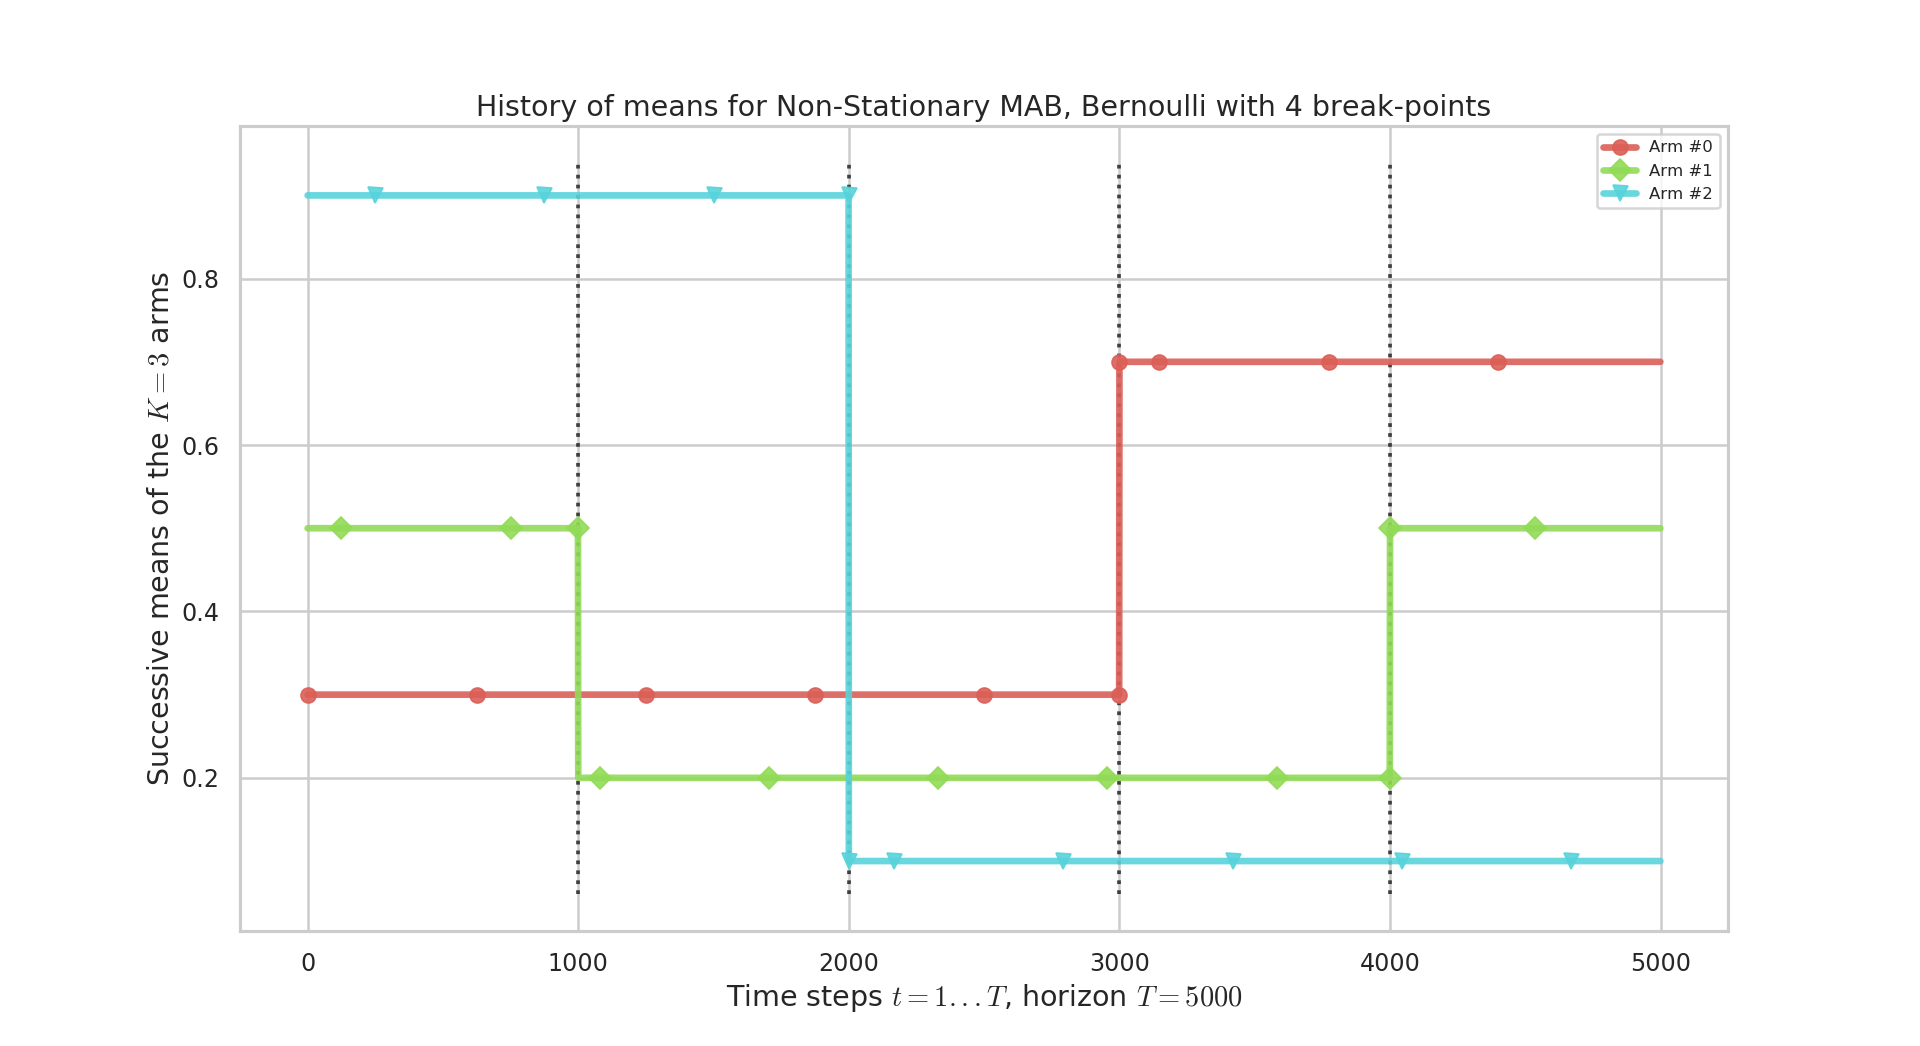 History of means for Non-Stationary MAB, Bernoulli with 4 break-points
Arm #0
Arm #1
Arm #2
Successive means of the K = 3 arms
0.8
0.6
0.4
0.2
0 1000 2000 3000 4000 5000
Time steps t = 1 . . . T, horizon T = 5000